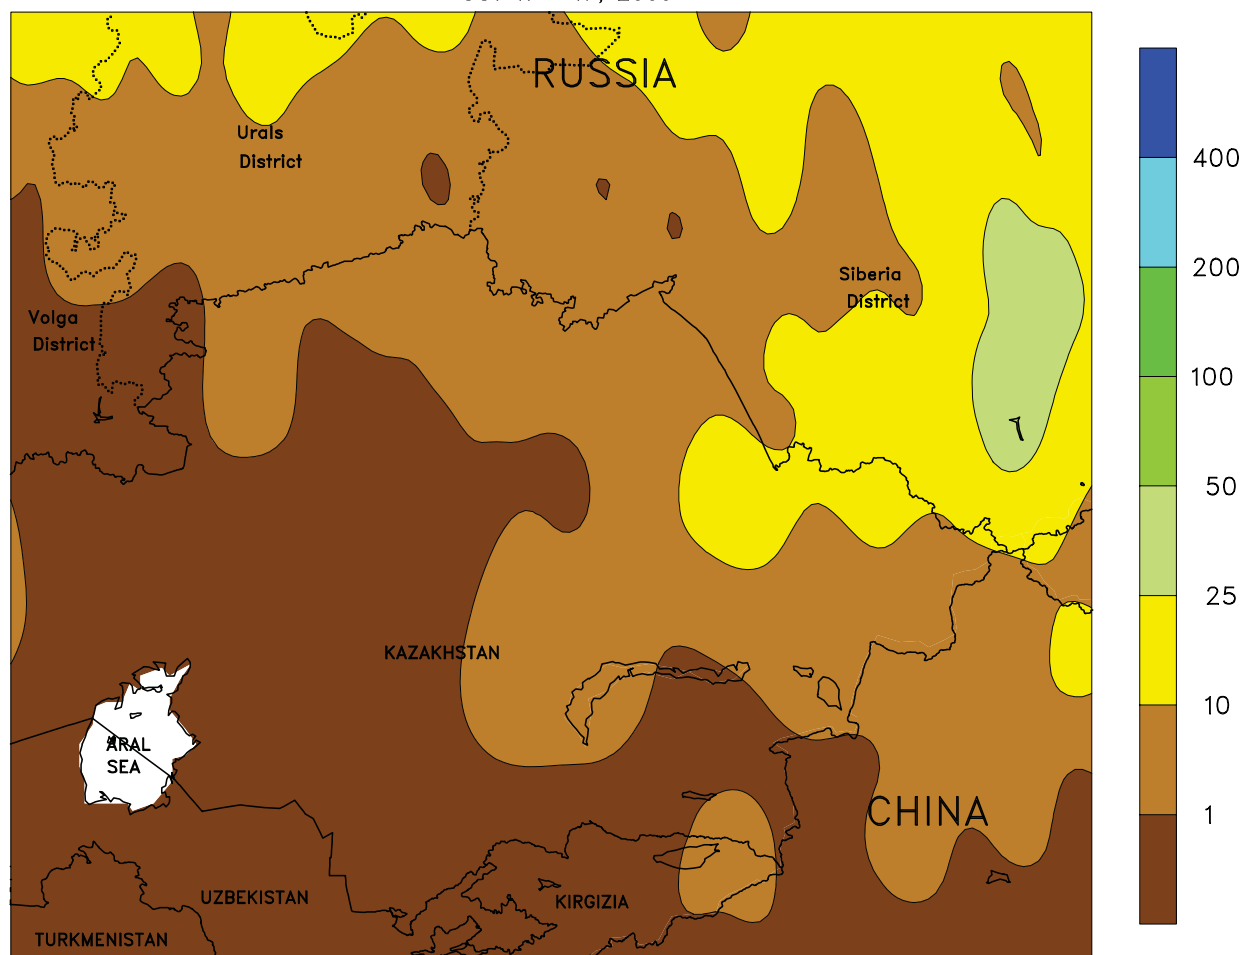 RUSSIA
Urals
District
Siberia
District
Volga
District
KAZAKHSTAN
ARAL
SEA
CHINA
UZBEKISTAN
KIRGIZIA
TURKMENISTAN
400
200
100
50
25
10
1